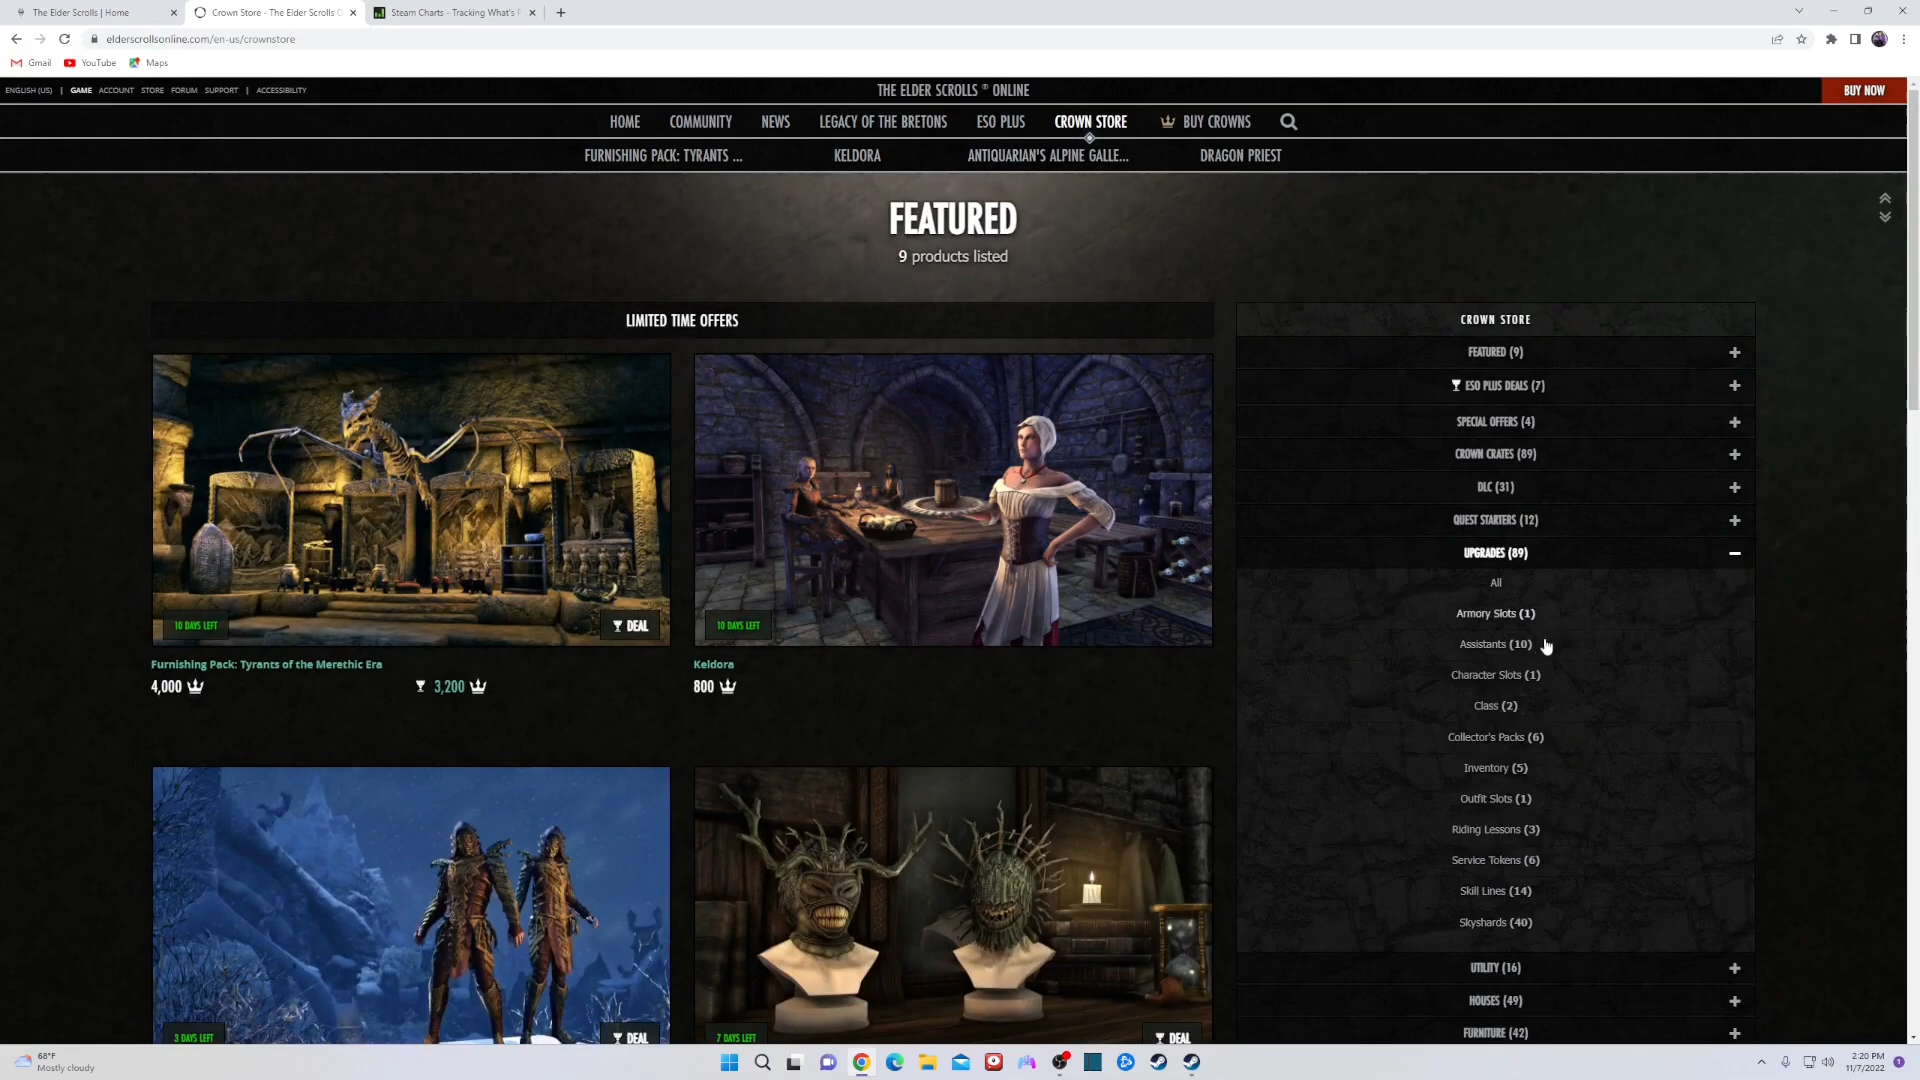 The Elder Scrolls | Home
Crown Store - The Elder Scrolls O
Steam Charts - Tracking What's P
elderscrollsonline.com/en-us/crownstore
Gmail
YouTube
Maps
ENGLISH (US) | GAME ACCOUNT STORE FORUM SUPPORT | ACCESSIBILITY
THE ELDER SCROLLS ® ONLINE
BUY NOW
HOME COMMUNITY NEWS LEGACY OF THE BRETONS ESO PLUS CROWN STORE BUY CROWNS
FURNISHING PACK: TYRANTS ... KELDORA ANTIQUARIAN'S ALPINE GALLE... DRAGON PRIEST
FEATURED
9 products listed
LIMITED TIME OFFERS
10 DAYS LEFT
DEAL
Furnishing Pack: Tyrants of the Merethic Era
4,000
3,200
10 DAYS LEFT
Keldora
800
3 DAYS LEFT
DEAL
7 DAYS LEFT
DEAL
CROWN STORE
FEATURED (9)
ESO PLUS DEALS (7)
SPECIAL OFFERS (4)
CROWN CRATES (89)
DLC (31)
QUEST STARTERS (12)
UPGRADES (89)
All
Armory Slots (1)
Assistants (10)
Character Slots (1)
Class (2)
Collector's Packs (6)
Inventory (5)
Outfit Slots (1)
Riding Lessons (3)
Service Tokens (6)
Skill Lines (14)
Skyshards (40)
UTILITY (16)
HOUSES (49)
FURNITURE (42)
68°F
Mostly cloudy
2:20 PM
11/7/2022
1